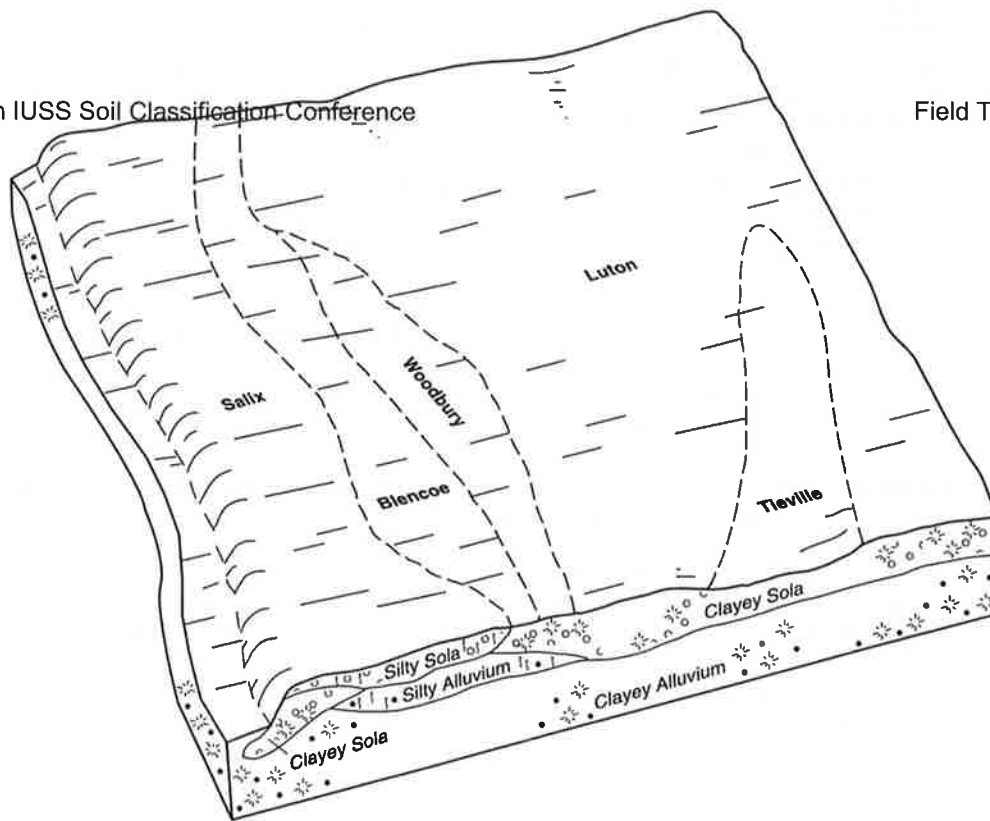 IUSS Soil Classification Conference
Field
Luton
Woodbury
Salix
Blencoe
Tieville
Clayey Sola
Silty Sola
Silty Alluvium
Clayey Alluvium
Clayey Sola